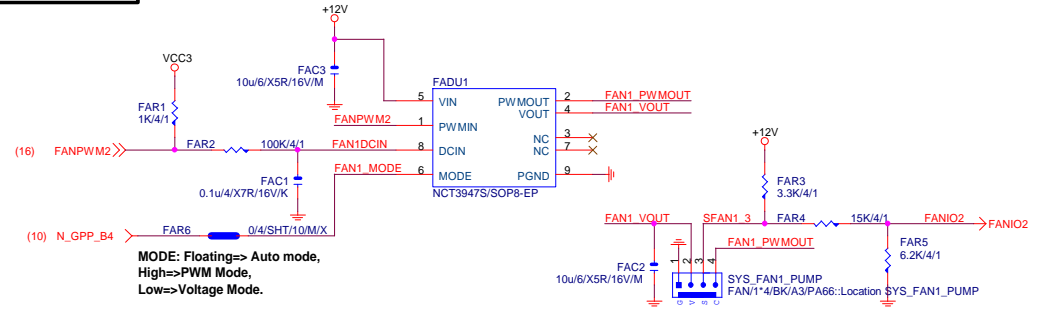 +12V
VCC3
FAC3
10u/6/X5R/16V/M
FADU1
FAR1
1K/4/1
5 VIN PWMOUT 2 FAN1_PWMOUT
VOUT 4 FAN1_VOUT
FANPWM2 1 PWMIN
NC 3
+12V
(16) FANPWM2 FAR2 100K/4/1 FAN1DCIN 8 DCIN NC 7
FAC1
0.1u/4/X7R/16V/K
FAN1_MODE 6 MODE PGND 9
NCT3947S/SOP8-EP
FAR3
3.3K/4/1
FAN1_VOUT SFAN1_3 FAR4 15K/4/1 FANIO2 FANIO2
(10) N_GPP_B4 FAR6 0/4/SHT/10/M/X
FAN1_PWMOUT
FAR5
6.2K/4/1
MODE: Floating=> Auto mode,
High=>PWM Mode,
Low=>Voltage Mode.
FAC2
10u/6/X5R/16V/M
1 2 3 4
G V S C
SYS_FAN1_PUMP
FAN/1*4/BK/A3/PA66::Location SYS_FAN1_PUMP